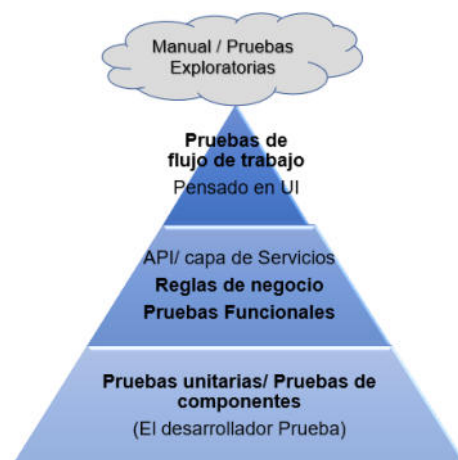 Manual / Pruebas
Exploratorias
Pruebas de
flujo de trabajo
Pensado en UI
API/ capa de Servicios
Reglas de negocio
Pruebas Funcionales
Pruebas unitarias/ Pruebas de
componentes
(El desarrollador Prueba)